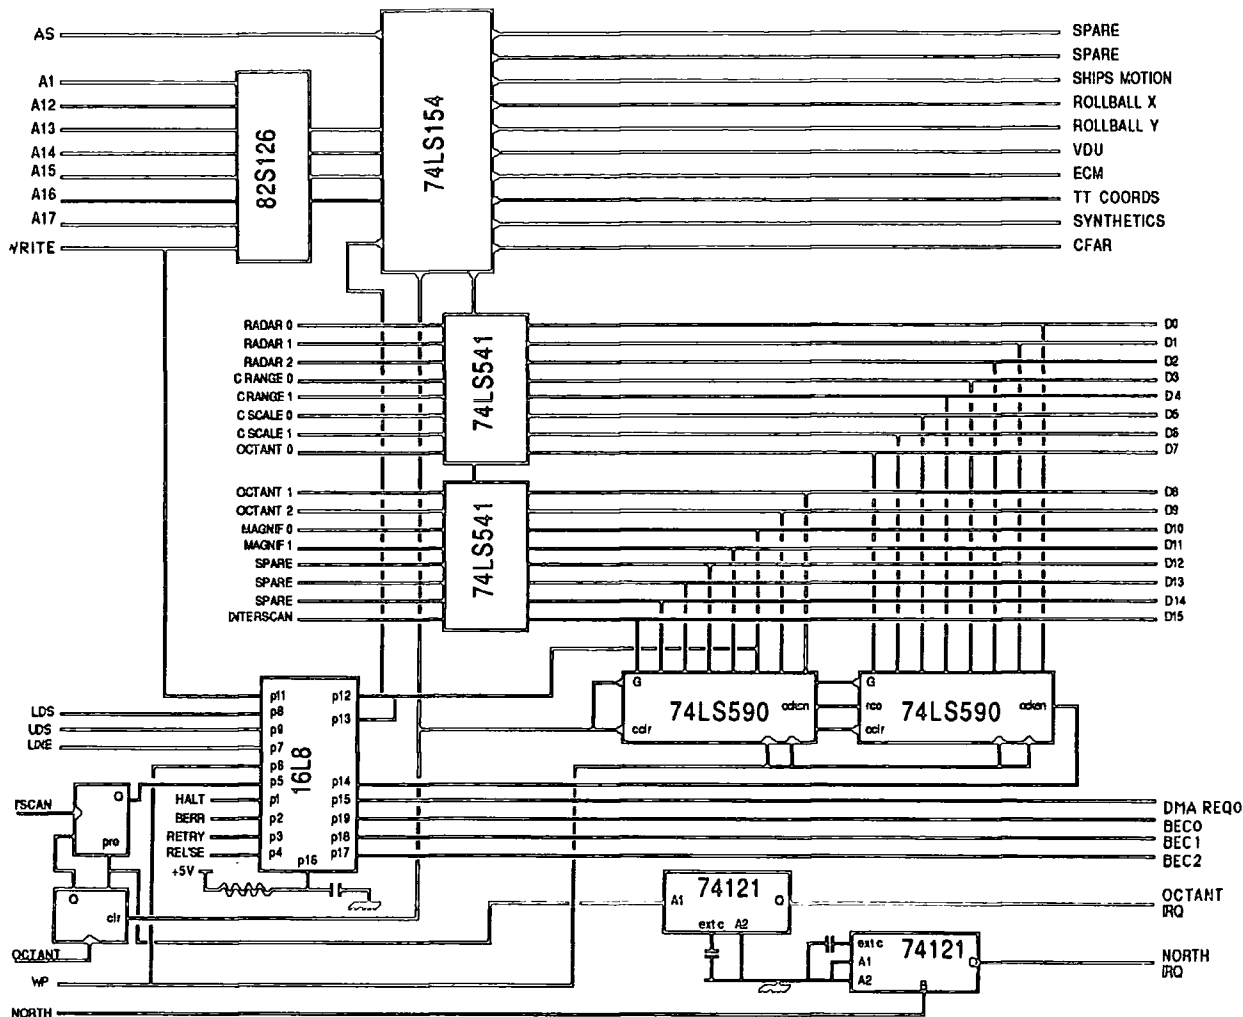 AS
SPARE
SPARE
A1
SHIPS MOTION
A12
ROLLBALL X
A13
ROLLBALL Y
A14
VDU
A15
ECM
A16
TT COORDS
A17
SYNTHETICS
WRITE
CFAR
82S126
74LS154
RADAR 0
D0
RADAR 1
D1
RADAR 2
D2
C RANGE 0
D3
C RANGE 1
D4
C SCALE 0
D5
C SCALE 1
D6
OCTANT 0
D7
74LS541
OCTANT 1
D8
OCTANT 2
D9
MAGNIF 0
D10
MAGNIF 1
D11
SPARE
D12
SPARE
D13
SPARE
D14
INTERSCAN
D15
74LS541
p11 p12
LDS p8 p13
UDS p9
p7
p6
p5 p14
HALT p1 p15 DMA REQ0
BERR p2 p19 BEC0
RETRY p3 p18 BEC1
REL'SE p4 p17 BEC2
p16
16L8
G
74LS590
cclr
G
rco
74LS590
cclr
TSCAN
Q
pre
+5V
Q
clr
OCTANT
A1 74121 Q
ext c A2
OCTANT
IRQ
ext c 74121
A1
A2
B
Q
NORTH
IRQ
WP
NORTH